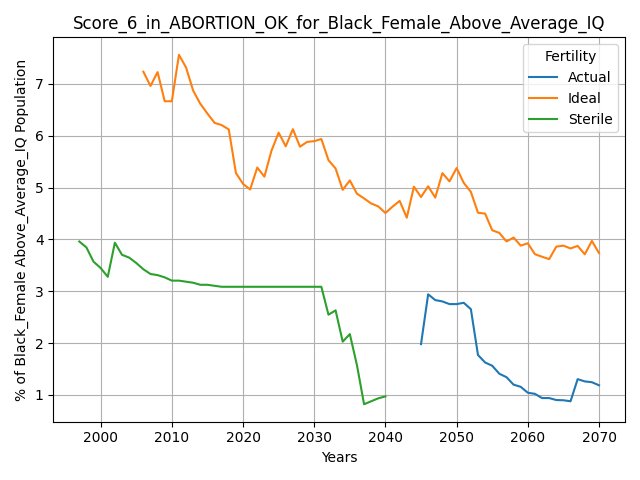 Score_6_in_ABORTION_OK_for_Black_Female_Above_Average_IQ
% of Black_Female Above_Average_IQ Population
7
6
5
4
3
2
1
Fertility
Actual
Ideal
Sterile
2000 2010 2020 2030 2040 2050 2060 2070
Years